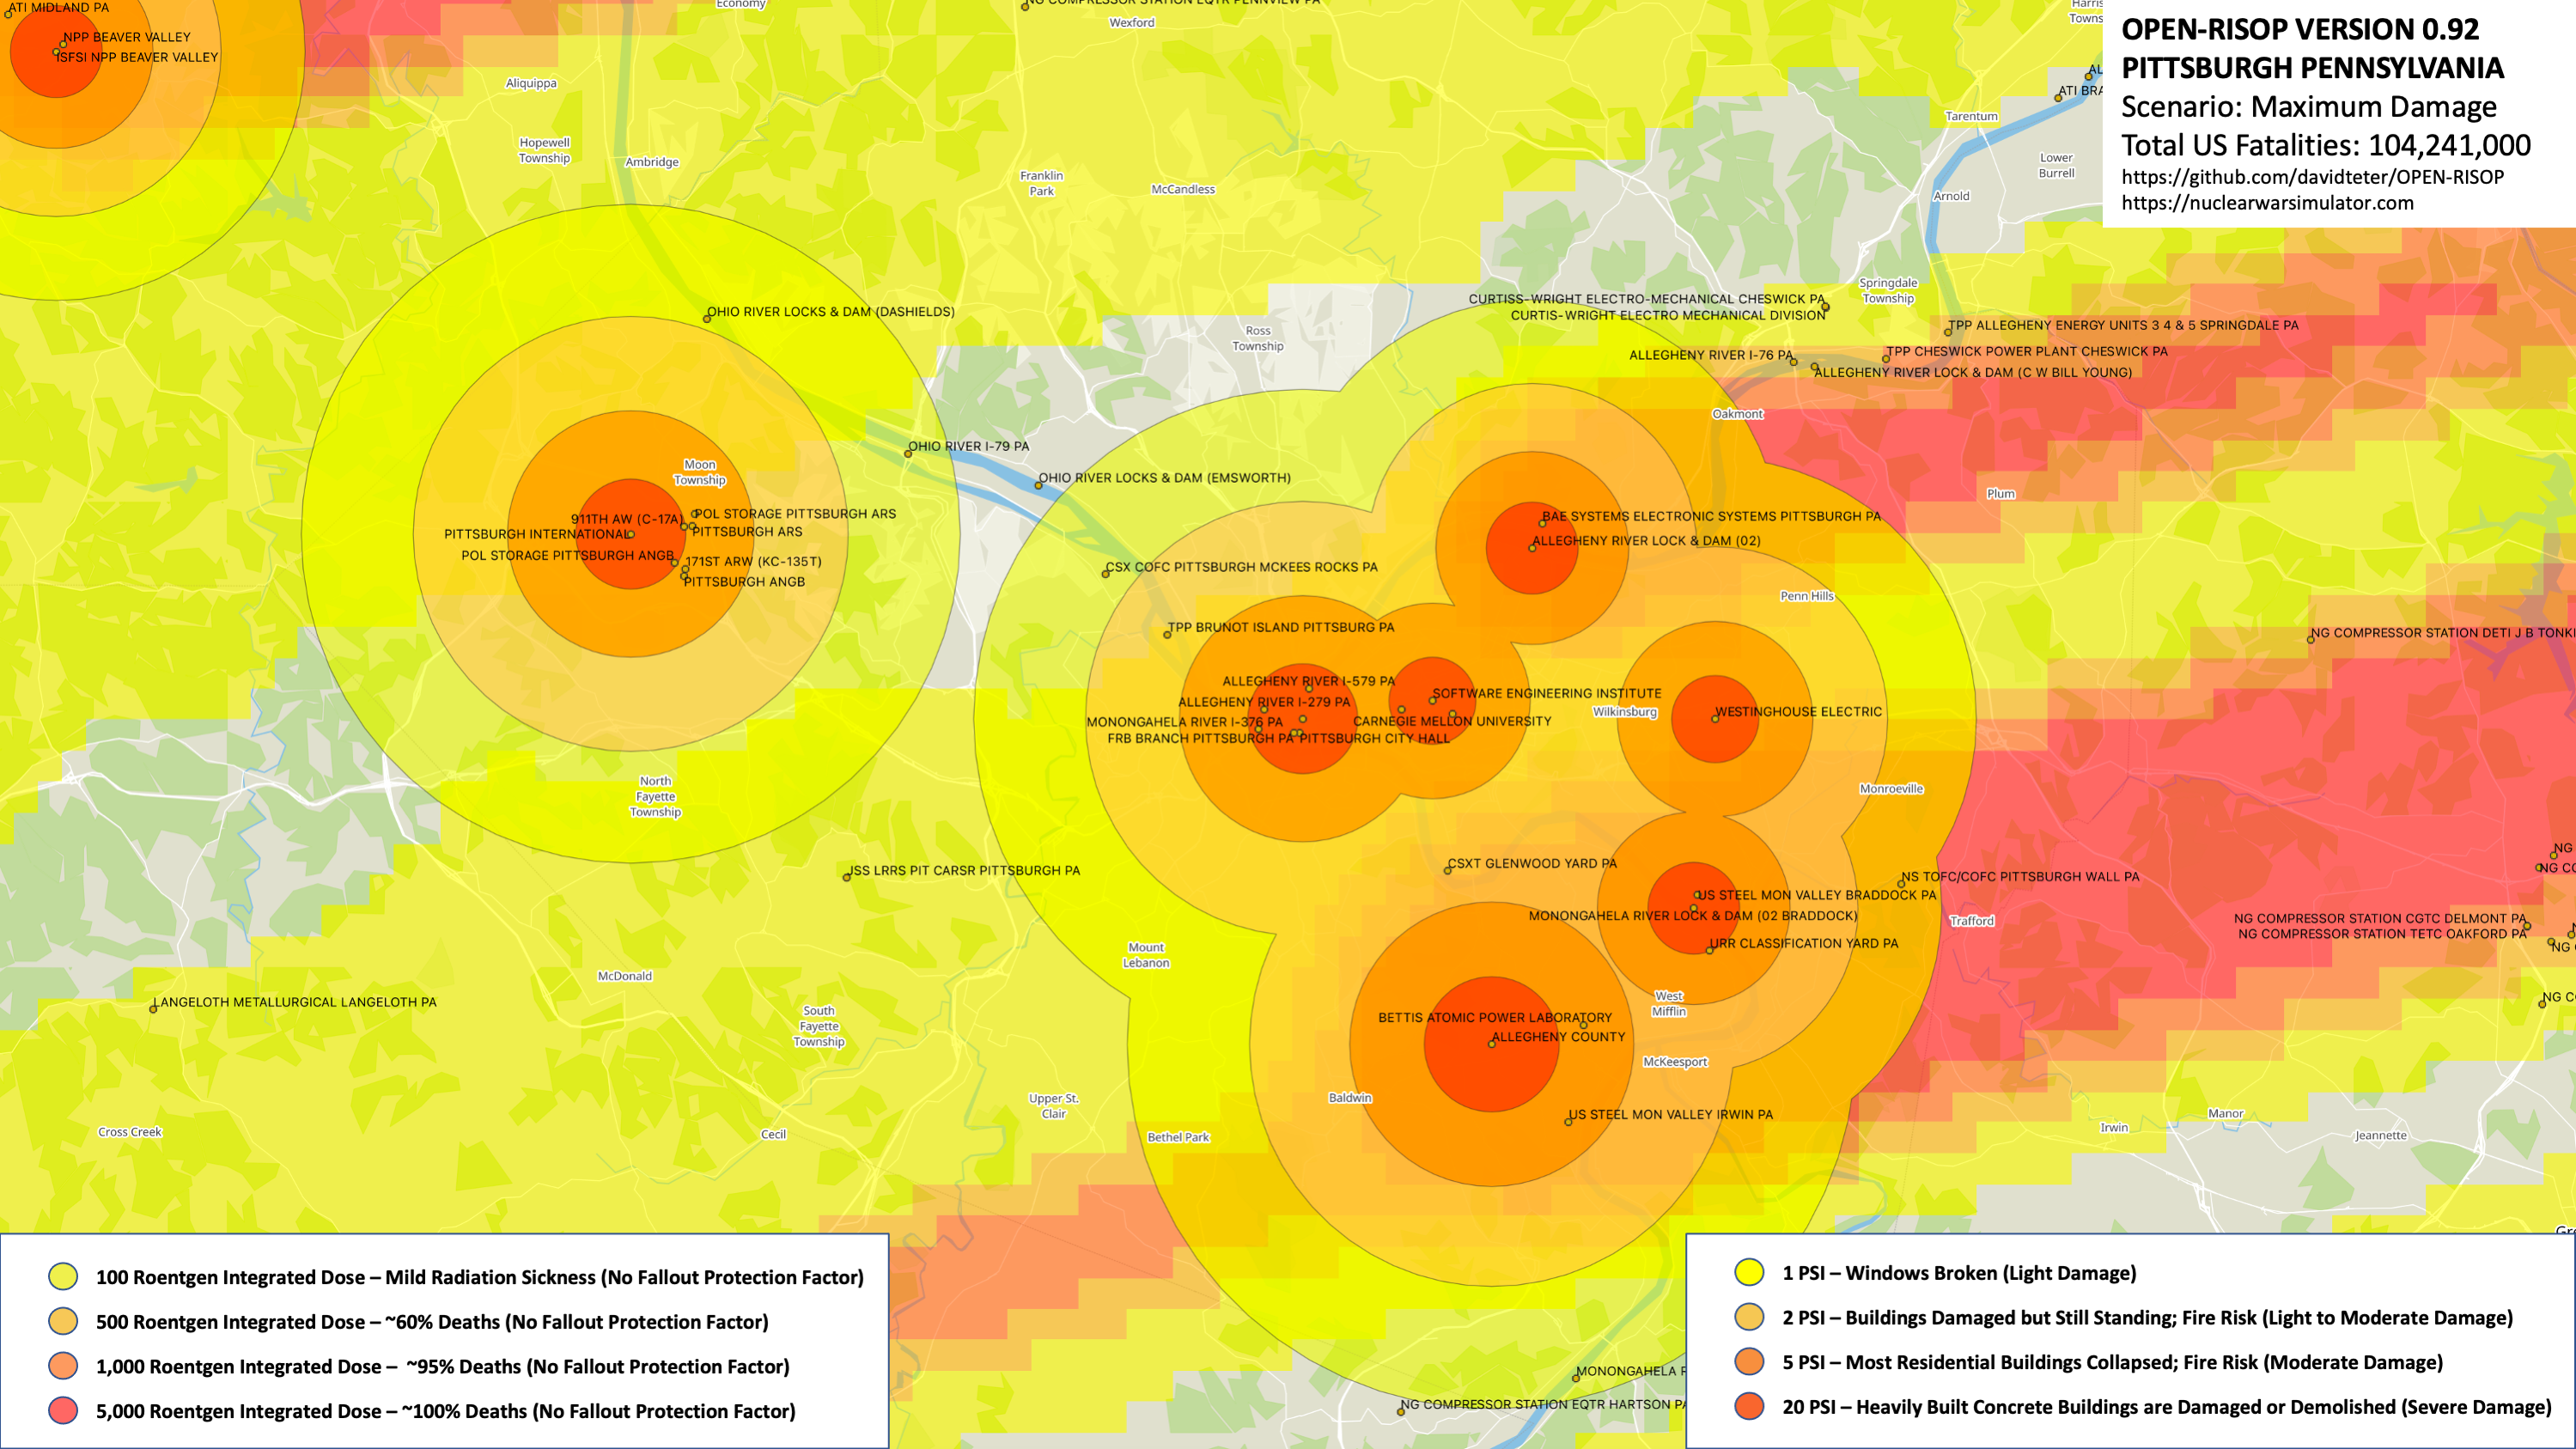 ATI MIDLAND PA
NPP BEAVER VALLEY
ISFSI NPP BEAVER VALLEY
Economy
NG COMPRESSOR STATION EQTR PENNVIEW PA
Wexford
Harris
Towns
OPEN-RISOP VERSION 0.92
PITTSBURGH PENNSYLVANIA
Scenario: Maximum Damage
Total US Fatalities: 104,241,000
https://github.com/davidteter/OPEN-RISOP
https://nuclearwarsimulator.com
Aliquippa
Hopewell
Township
Ambridge
Franklin
Park
McCandless
AL
ATI BRA
Tarentum
Lower
Burrell
Arnold
OHIO RIVER LOCKS & DAM (DASHIELDS)
Ross
Township
CURTISS-WRIGHT ELECTRO-MECHANICAL CHESWICK PA
CURTIS-WRIGHT ELECTRO MECHANICAL DIVISION
Springdale
Township
TPP ALLEGHENY ENERGY UNITS 3 4 & 5 SPRINGDALE PA
ALLEGHENY RIVER I-76 PA
TPP CHESWICK POWER PLANT CHESWICK PA
ALLEGHENY RIVER LOCK & DAM (C W BILL YOUNG)
Oakmont
OHIO RIVER I-79 PA
OHIO RIVER LOCKS & DAM (EMSWORTH)
Moon
Township
Plum
911TH AW (C-17A)
POL STORAGE PITTSBURGH ARS
PITTSBURGH INTERNATIONAL
PITTSBURGH ARS
POL STORAGE PITTSBURGH ANGB
171ST ARW (KC-135T)
PITTSBURGH ANGB
BAE SYSTEMS ELECTRONIC SYSTEMS PITTSBURGH PA
ALLEGHENY RIVER LOCK & DAM (02)
CSX COFC PITTSBURGH MCKEES ROCKS PA
Penn Hills
TPP BRUNOT ISLAND PITTSBURG PA
NG COMPRESSOR STATION DETI J B TONKI
ALLEGHENY RIVER I-579 PA
ALLEGHENY RIVER I-279 PA
MONONGAHELA RIVER I-376 PA
FRB BRANCH PITTSBURGH PA
PITTSBURGH CITY HALL
SOFTWARE ENGINEERING INSTITUTE
CARNEGIE MELLON UNIVERSITY
Wilkinsburg
WESTINGHOUSE ELECTRIC
Monroeville
North
Fayette
Township
JSS LRRS PIT CARSR PITTSBURGH PA
CSXT GLENWOOD YARD PA
NS TOFC/COFC PITTSBURGH WALL PA
US STEEL MON VALLEY BRADDOCK PA
MONONGAHELA RIVER LOCK & DAM (02 BRADDOCK)
URR CLASSIFICATION YARD PA
Trafford
NG
NG CO
NG COMPRESSOR STATION CGTC DELMONT PA
NG COMPRESSOR STATION TETC OAKFORD PA
N
NG
NG C
Mount
Lebanon
McDonald
LANGELOTH METALLURGICAL LANGELOTH PA
South
Fayette
Township
West
Mifflin
BETTIS ATOMIC POWER LABORATORY
ALLEGHENY COUNTY
McKeesport
Baldwin
US STEEL MON VALLEY IRWIN PA
Upper St.
Clair
Cross Creek
Cecil
Bethel Park
Irwin
Manor
Jeannette
Gre
MONONGAHELA R
NG COMPRESSOR STATION EQTR HARTSON PA
100 Roentgen Integrated Dose – Mild Radiation Sickness (No Fallout Protection Factor)
500 Roentgen Integrated Dose – ~60% Deaths (No Fallout Protection Factor)
1,000 Roentgen Integrated Dose – ~95% Deaths (No Fallout Protection Factor)
5,000 Roentgen Integrated Dose – ~100% Deaths (No Fallout Protection Factor)
1 PSI – Windows Broken (Light Damage)
2 PSI – Buildings Damaged but Still Standing; Fire Risk (Light to Moderate Damage)
5 PSI – Most Residential Buildings Collapsed; Fire Risk (Moderate Damage)
20 PSI – Heavily Built Concrete Buildings are Damaged or Demolished (Severe Damage)